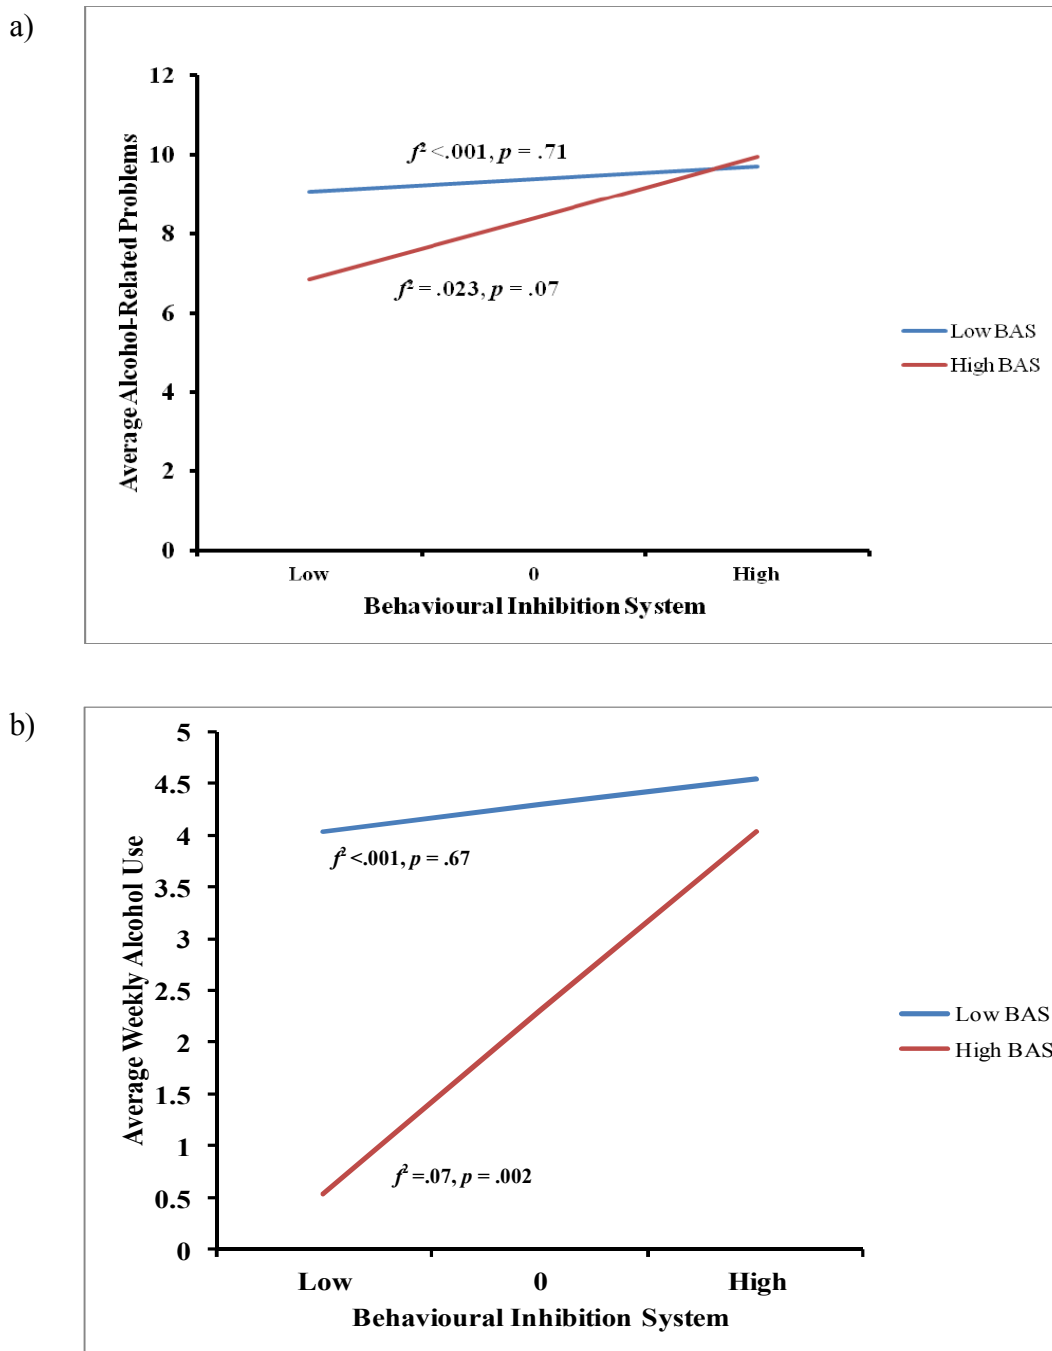 a)
12
10
8
6
4
2
0
Average Alcohol-Related Problems
f² <.001, p = .71
f² = .023, p = .07
Low BAS
High BAS
Low 0 High
Behavioural Inhibition System
b)
5
4.5
4
3.5
3
2.5
2
1.5
1
0.5
0
Average Weekly Alcohol Use
f² <.001, p = .67
f² =.07, p = .002
Low BAS
High BAS
Low 0 High
Behavioural Inhibition System